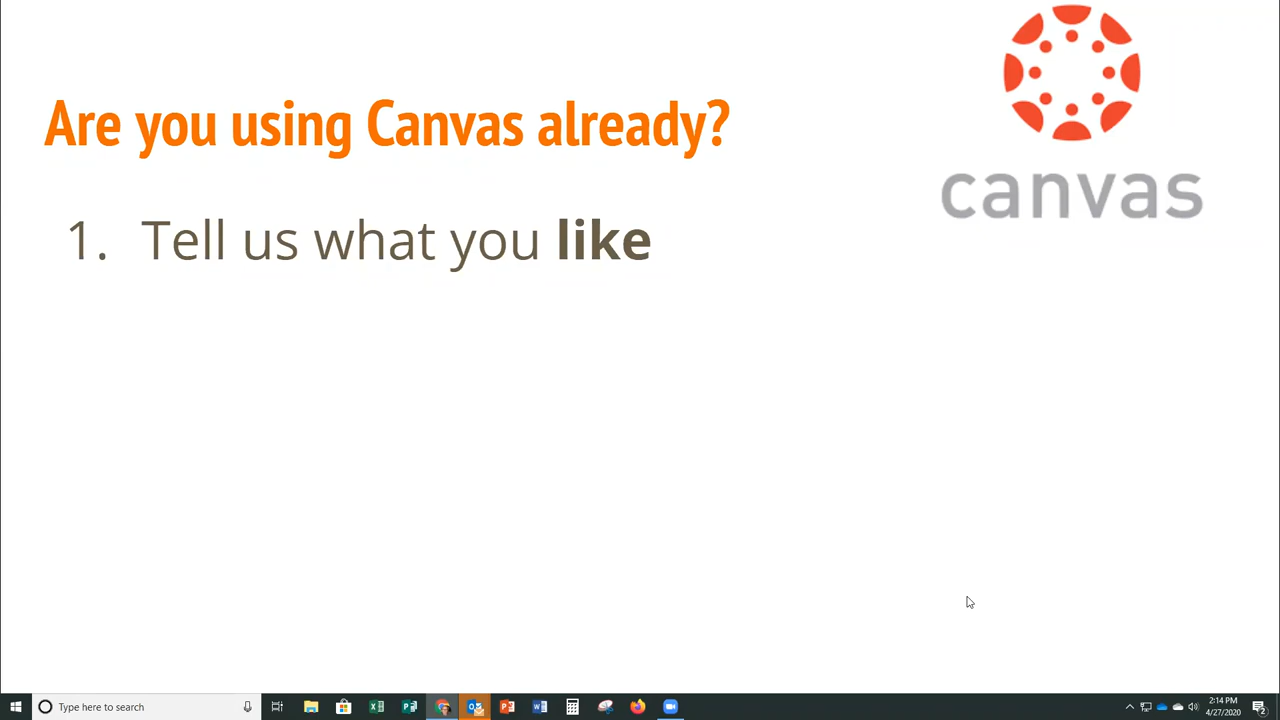 canvas
Are you using Canvas already?
1. Tell us what you like
Type here to search
2:14 PM
4/27/2020
2